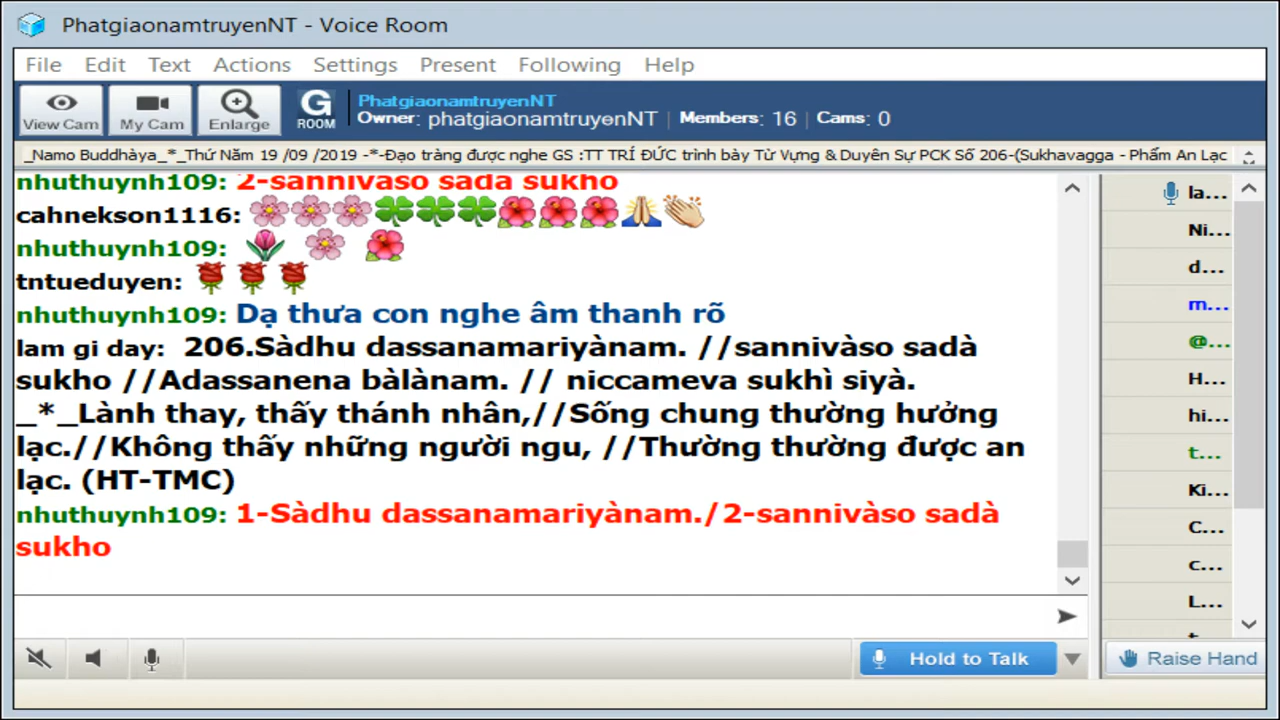 PhatgiaonamtruyenNT - Voice Room
File Edit Text Actions Settings Present Following Help
View Cam My Cam Enlarge G ROOM
PhatgiaonamtruyenNT
Owner: phatgiaonamtruyenNT | Members: 16 | Cams: 0
_Namo Buddhàya_*_Thứ Năm 19 /09 /2019 -*-Đạo tràng được nghe GS :TT TRÍ ĐỨC trình bày Từ Vựng & Duyên Sự PCK Số 206-(Sukhavagga - Phẩm An Lạc
nhuthuynh109: 2-sannivàso sadà sukho
cahnekson1116:
nhuthuynh109:
tntueduyen:
nhuthuynh109: Dạ thưa con nghe âm thanh rõ
lam gi day: 206.Sàdhu dassanamariyànam. //sannivàso sadà
sukho //Adassanena bàlànam. // niccameva sukhì siyà.
_*_Lành thay, thấy thánh nhân,//Sống chung thường hưởng
lạc.//Không thấy những người ngu, //Thường thường được an
lạc. (HT-TMC)
nhuthuynh109: 1-Sàdhu dassanamariyànam./2-sannivàso sadà
sukho
la...
Ni...
d...
m...
@...
H...
hi...
t...
Ki...
C...
c...
L...
Hold to Talk
Raise Hand